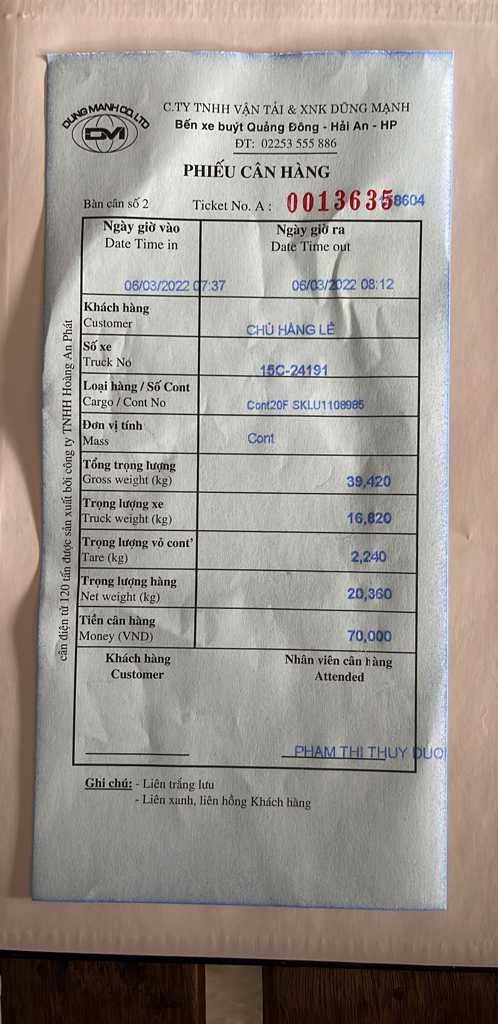 DUNG MANH CO.,LTD
DM
C.TY TNHH VẬN TẢI & XNK DŨNG MẠNH
Bến xe buýt Quảng Đông - Hải An - HP
ĐT: 02253 555 886
PHIẾU CÂN HÀNG
Bàn cân số 2 Ticket No. A : 0013635 158604
Ngày giờ vào Ngày giờ ra
Date Time in Date Time out
06/03/2022 07:37 06/03/2022 08:12
Khách hàng
Customer CHỦ HÀNG LẺ
Số xe
Truck No 15C-24191
Loại hàng / Số Cont
Cargo / Cont No Cont20F SKLU1108985
Đơn vị tính
Mass Cont
Tổng trọng lượng
Gross weight (kg) 39,420
Trọng lượng xe
Truck weight (kg) 16,820
Trọng lượng vỏ cont'
Tare (kg) 2,240
Trọng lượng hàng
Net weight (kg) 20,360
Tiền cân hàng
Money (VND) 70,000
Khách hàng Nhân viên cân hàng
Customer Attended
PHAM THI THUY DUO
Ghi chú: - Liên trắng lưu
- Liên xanh, liên hồng Khách hàng
cân điện tử 120 tấn được sản xuất bởi công ty TNHH Hoàng An Phát